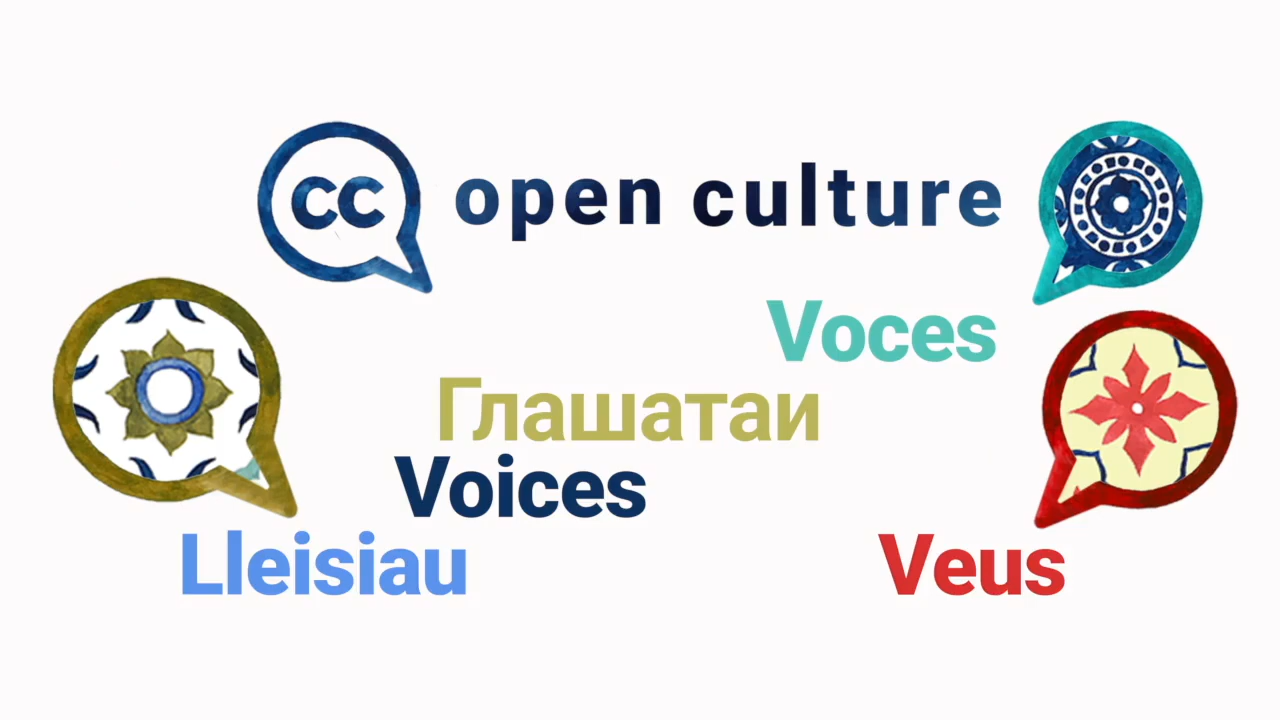 cc open culture
Voces
Глашатаи
Voices
Lleisiau
Veus